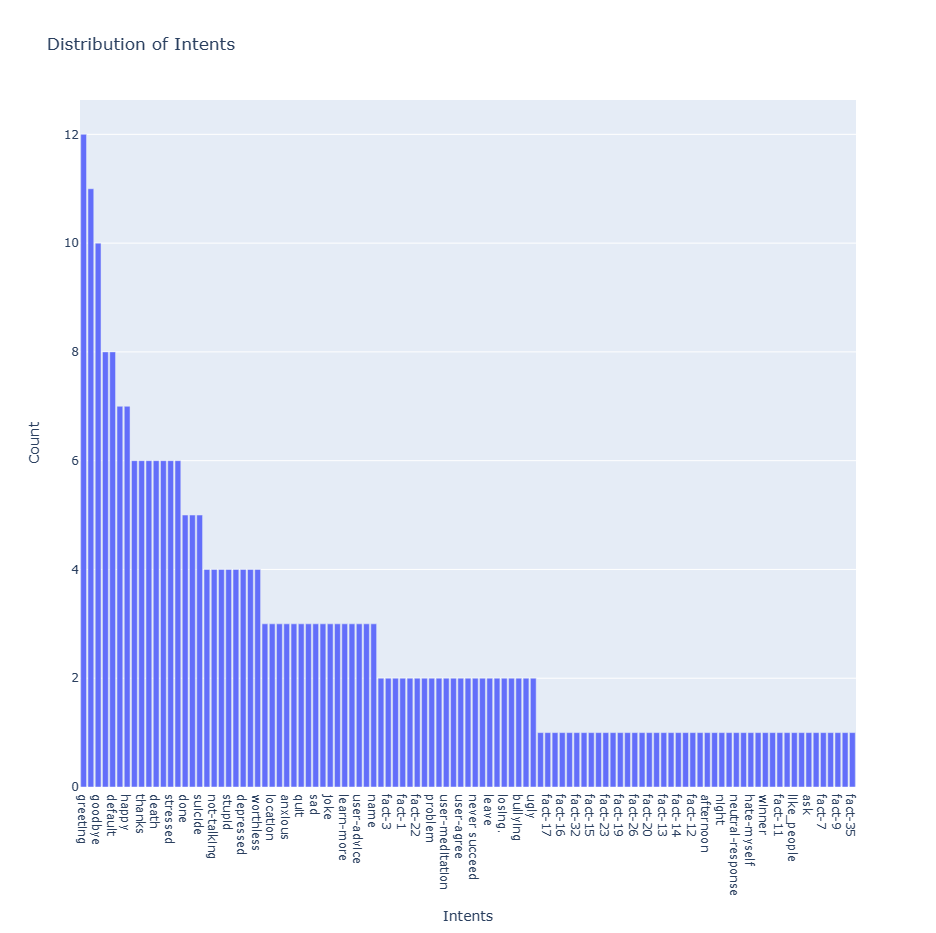 Distribution of Intents
12
10
8
6
4
2
0
Count
greeting
goodbye
default
happy
thanks
death
stressed
done
suicide
not-talking
stupid
depressed
worthless
location
anxious
quit
sad
joke
learn-more
user-advice
name
fact-3
fact-1
fact-22
problem
user-meditation
user-agree
never succeed
leave
losing.
bullying
ugly
fact-17
fact-16
fact-32
fact-15
fact-23
fact-19
fact-26
fact-20
fact-13
fact-14
fact-12
afternoon
night
neutral-response
hate-myself
winner
fact-11
like_people
ask
fact-7
fact-9
fact-35
Intents